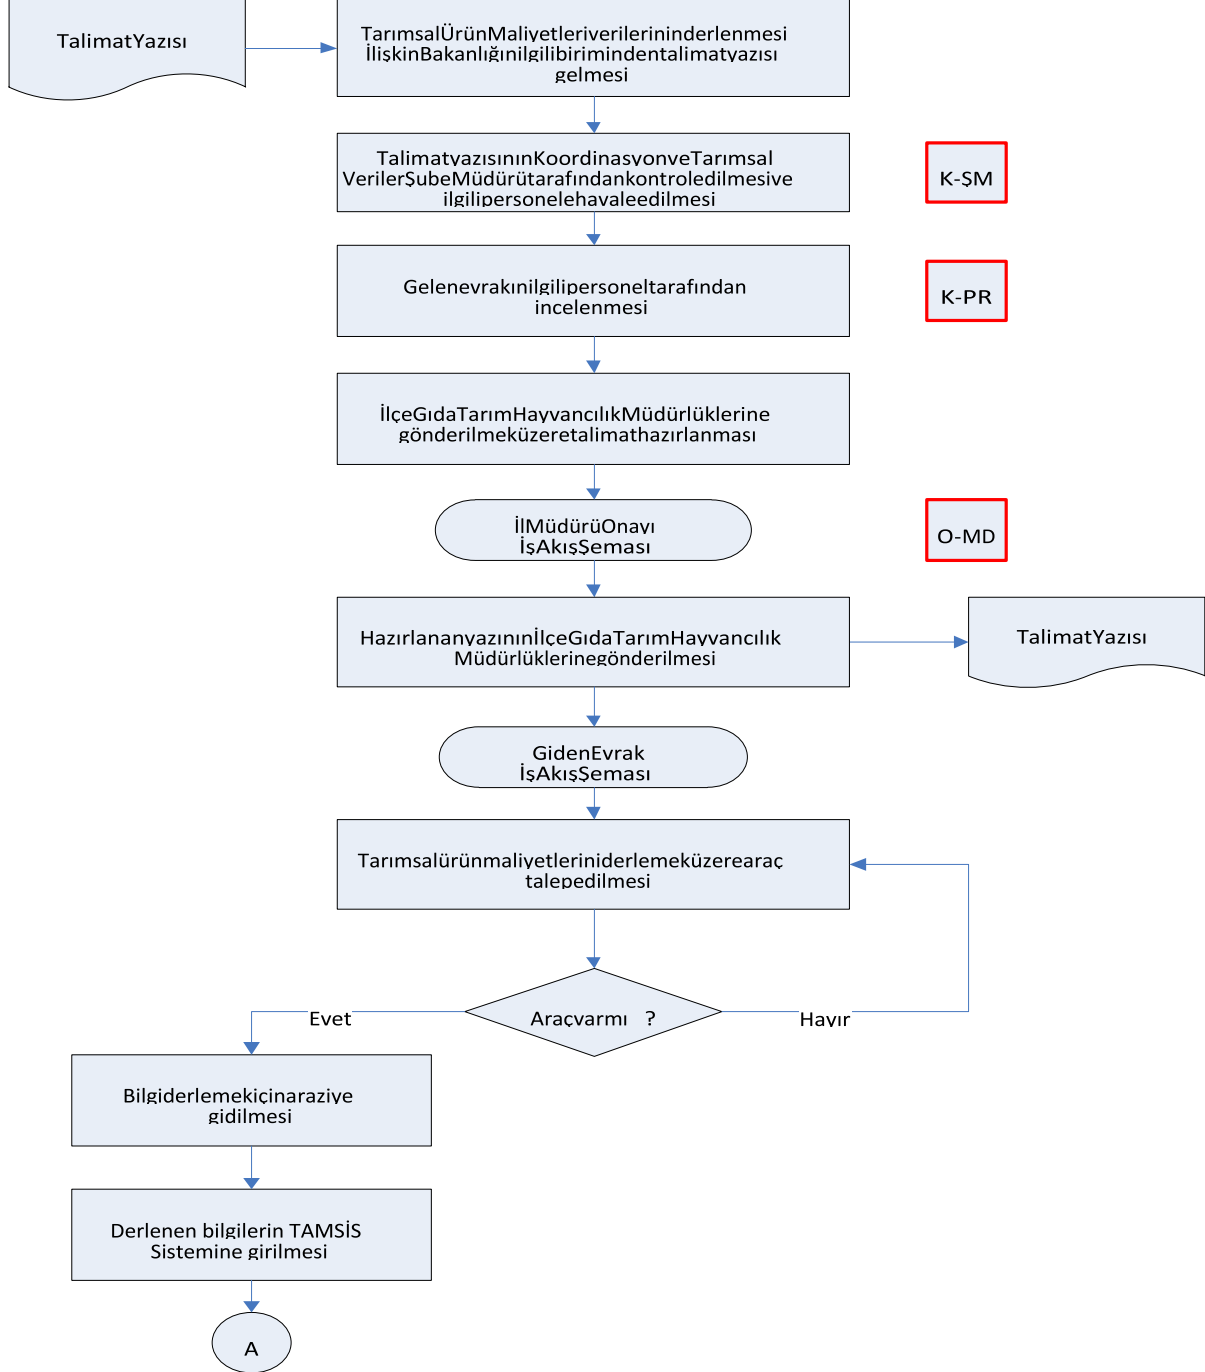 TalimatYazısı
TarımsalÜrünMaliyetleriverilerininderlenmesi
İlişkinBakanlığınilgilibirimindentalimatyazısı
gelmesi
TalimatyazısınınKoordinasyonveTarımsal
VerilerŞubeMüdürütarafındankontroledilmesive
ilgilipersonelehavaleedilmesi
K-ŞM
Gelenevrakınilgilipersoneltarafından
incelenmesi
K-PR
İlçeGıdaTarımHayvancılıkMüdürlüklerine
gönderilmeküzeretalimathazırlanması
İlMüdürüOnayı
İşAkışŞeması
O-MD
HazırlananyazınınİlçeGıdaTarımHayvancılık
Müdürlüklerinegönderilmesi
TalimatYazısı
GidenEvrak
İşAkışŞeması
Tarımsalürünmaliyetleriniderlemeküzerearaç
talepedilmesi
Evet
Araçvarmı ?
Hayır
Bilgiderlemekiçinaraziye
gidilmesi
Derlenen bilgilerin TAMSİS
Sistemine girilmesi
A